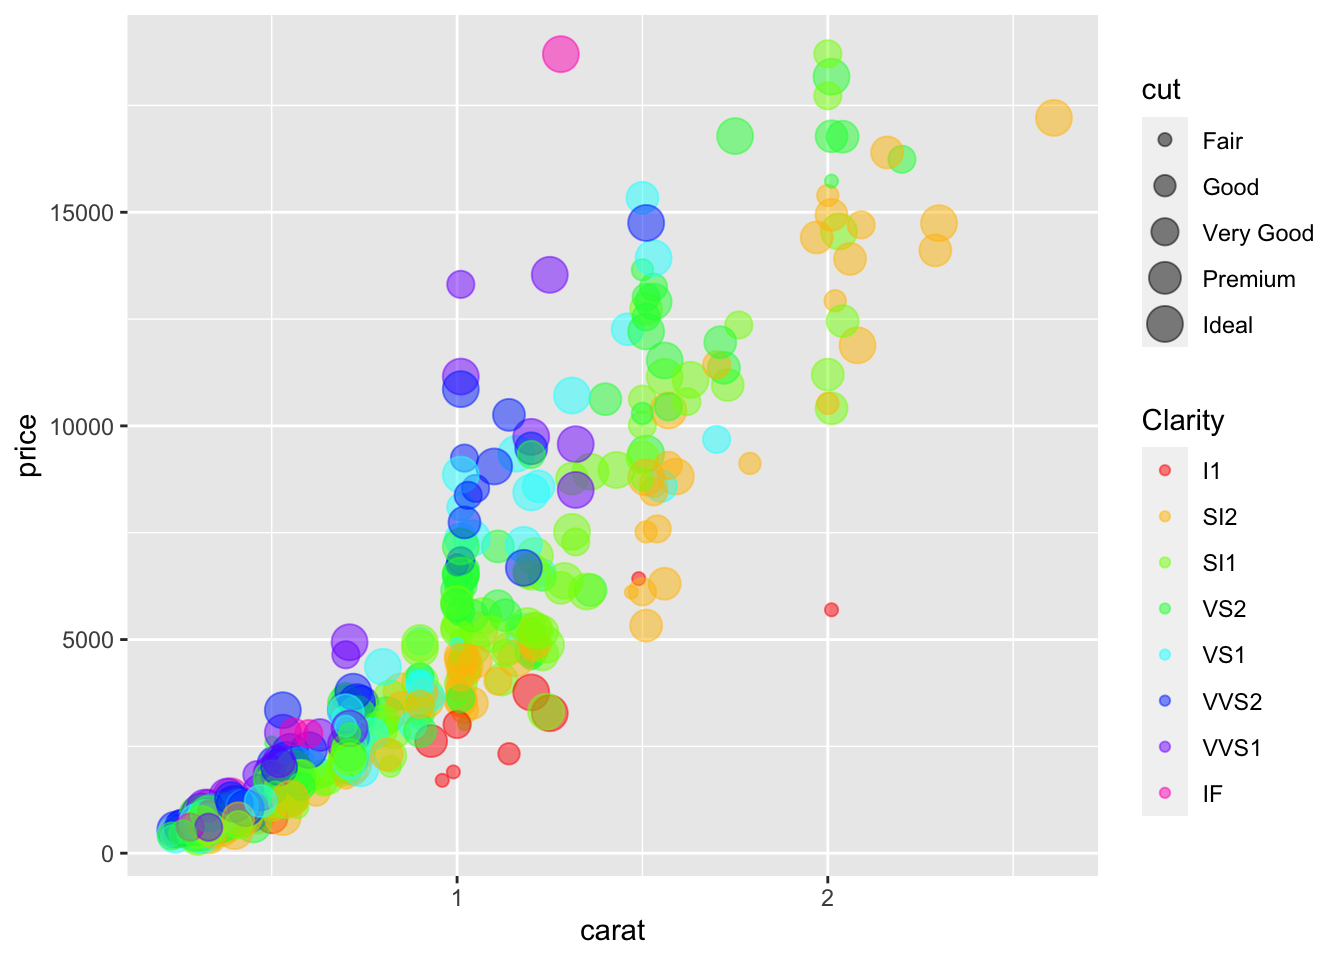 price
15000
10000
5000
0
1
2
carat
cut
Fair
Good
Very Good
Premium
Ideal
Clarity
I1
SI2
SI1
VS2
VS1
VVS2
VVS1
IF